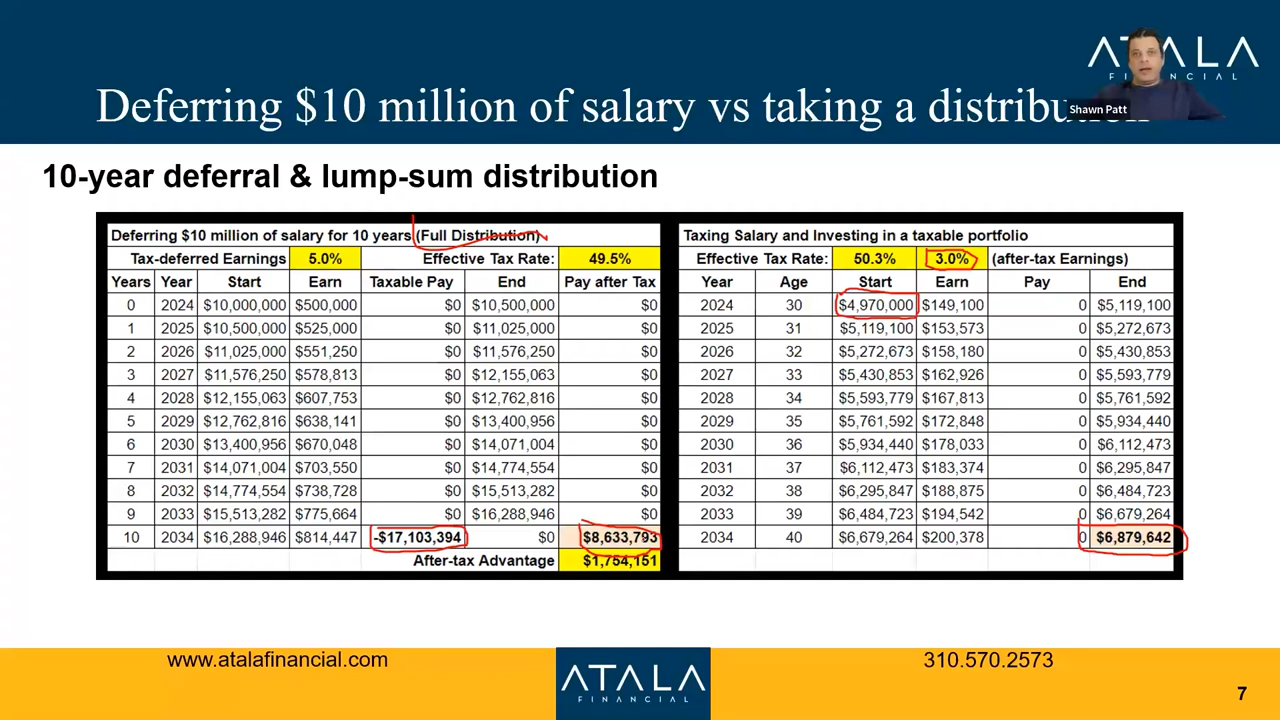 ATALA
FINANCIAL
Shawn Patt
Deferring $10 million of salary vs taking a distribution
10-year deferral & lump-sum distribution
Deferring $10 million of salary for 10 years (Full Distribution)
Tax-deferred Earnings 5.0% Effective Tax Rate: 49.5%
Years Year Start Earn Taxable Pay End Pay after Tax
0 2024 $10,000,000 $500,000 $0 $10,500,000 $0
1 2025 $10,500,000 $525,000 $0 $11,025,000 $0
2 2026 $11,025,000 $551,250 $0 $11,576,250 $0
3 2027 $11,576,250 $578,813 $0 $12,155,063 $0
4 2028 $12,155,063 $607,753 $0 $12,762,816 $0
5 2029 $12,762,816 $638,141 $0 $13,400,956 $0
6 2030 $13,400,956 $670,048 $0 $14,071,004 $0
7 2031 $14,071,004 $703,550 $0 $14,774,554 $0
8 2032 $14,774,554 $738,728 $0 $15,513,282 $0
9 2033 $15,513,282 $775,664 $0 $16,288,946 $0
10 2034 $16,288,946 $814,447 -$17,103,394 $0 $8,633,793
After-tax Advantage $1,754,151
Taxing Salary and Investing in a taxable portfolio
Effective Tax Rate: 50.3% 3.0% (after-tax Earnings)
Year Age Start Earn Pay End
2024 30 $4,970,000 $149,100 0 $5,119,100
2025 31 $5,119,100 $153,573 0 $5,272,673
2026 32 $5,272,673 $158,180 0 $5,430,853
2027 33 $5,430,853 $162,926 0 $5,593,779
2028 34 $5,593,779 $167,813 0 $5,761,592
2029 35 $5,761,592 $172,848 0 $5,934,440
2030 36 $5,934,440 $178,033 0 $6,112,473
2031 37 $6,112,473 $183,374 0 $6,295,847
2032 38 $6,295,847 $188,875 0 $6,484,723
2033 39 $6,484,723 $194,542 0 $6,679,264
2034 40 $6,679,264 $200,378 0 $6,879,642
www.atalafinancial.com
ATALA
FINANCIAL
310.570.2573
7